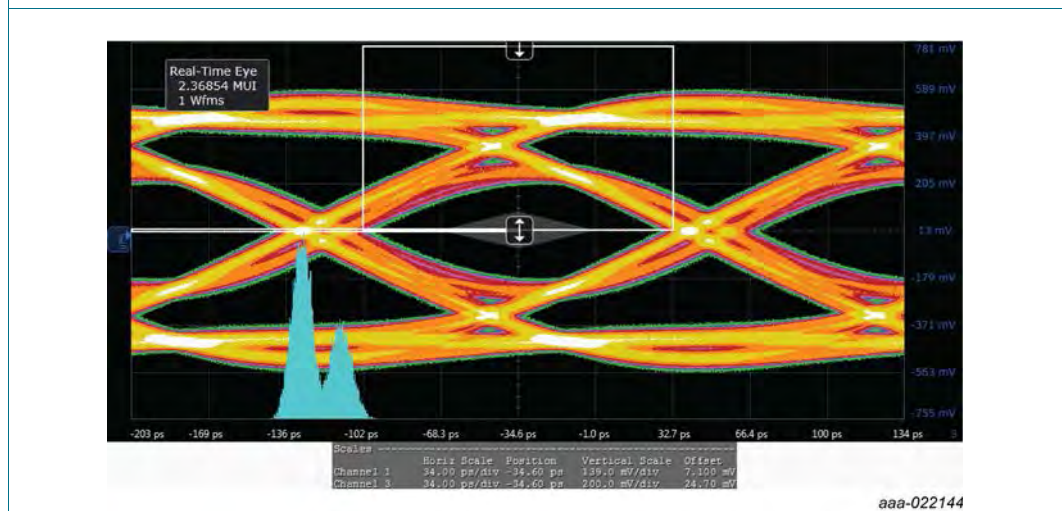 781 mV
Real-Time Eye
2.36854 MUI
1 Wfms
589 mV
397 mV
205 mV
13 mV
-179 mV
-371 mV
-563 mV
-755 mV
-203 ps -169 ps -136 ps -102 ps -68.3 ps -34.6 ps -1.0 ps 32.7 ps 66.4 ps 100 ps 134 ps
Scales
Horiz Scale Position Vertical Scale Offset
Channel 1 34.00 ps/div -34.60 ps 139.0 mV/div 7.100 mV
Channel 3 34.00 ps/div -34.60 ps 200.0 mV/div 24.70 mV
aaa-022144